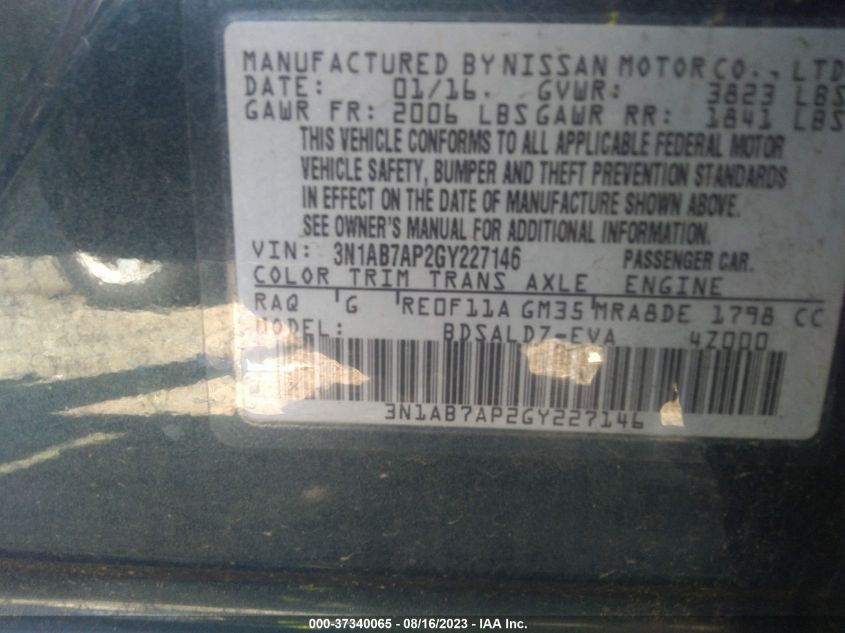 MANUFACTURED BY NISSAN MOTOR CO., LTD
DATE: 01/16. GVWR: 3823 LBS
GAWR FR: 2006 LBS GAWR RR: 1841 LBS
THIS VEHICLE CONFORMS TO ALL APPLICABLE FEDERAL MOTOR
VEHICLE SAFETY, BUMPER AND THEFT PREVENTION STANDARDS
IN EFFECT ON THE DATE OF MANUFACTURE SHOWN ABOVE.
SEE OWNER'S MANUAL FOR ADDITIONAL INFORMATION.
VIN: 3N1AB7AP2GY227146 PASSENGER CAR.
COLOR TRIM TRANS AXLE ENGINE
RAQ G RE0F11A GM35 MRA8DE 1798 CC
MODEL: BDSALDZ-EVA 4Z000
3N1AB7AP2GY227146
000-37340065 - 08/16/2023 - IAA Inc.